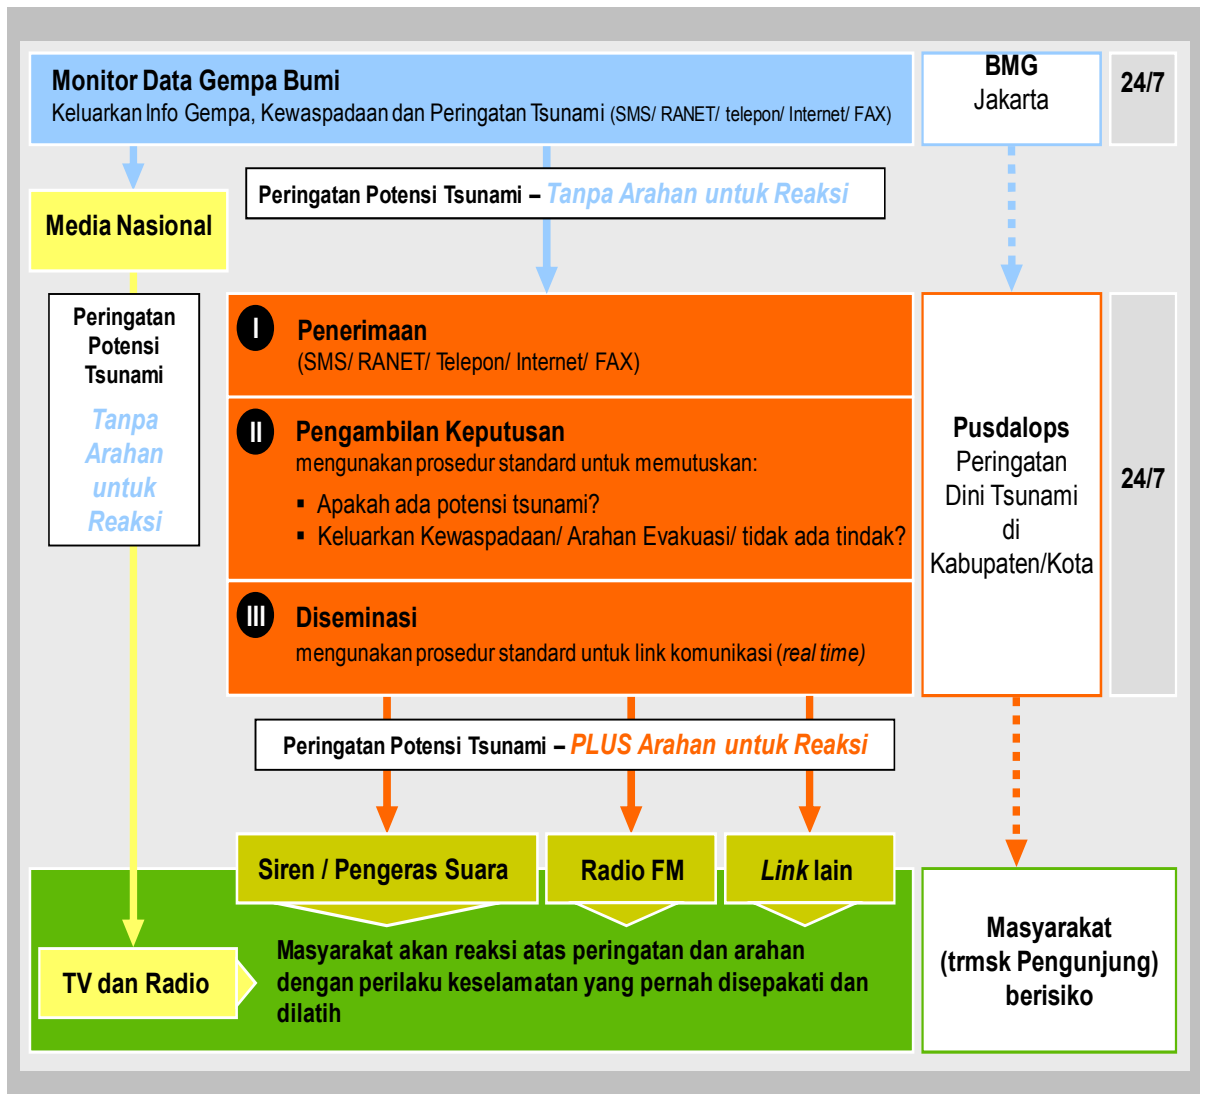 Monitor Data Gempa Bumi
Keluarkan Info Gempa, Kewaspadaan dan Peringatan Tsunami (SMS/ RANET/ telepon/ Internet/ FAX)
BMG
Jakarta
24/7
Peringatan Potensi Tsunami – Tanpa Arahan untuk Reaksi
Media Nasional
Peringatan
Potensi
Tsunami
Tanpa
Arahan
untuk
Reaksi
I
Penerimaan
(SMS/ RANET/ Telepon/ Internet/ FAX)
II
Pengambilan Keputusan
mengunakan prosedur standard untuk memutuskan:
▪ Apakah ada potensi tsunami?
▪ Keluarkan Kewaspadaan/ Arahan Evakuasi/ tidak ada tindak?
III
Diseminasi
mengunakan prosedur standard untuk link komunikasi (real time)
Pusdalops
Peringatan
Dini Tsunami
di
Kabupaten/Kota
24/7
Peringatan Potensi Tsunami – PLUS Arahan untuk Reaksi
Siren / Pengeras Suara
Radio FM
Link lain
TV dan Radio
Masyarakat akan reaksi atas peringatan dan arahan
dengan perilaku keselamatan yang pernah disepakati dan
dilatih
Masyarakat
(trmsk Pengunjung)
berisiko